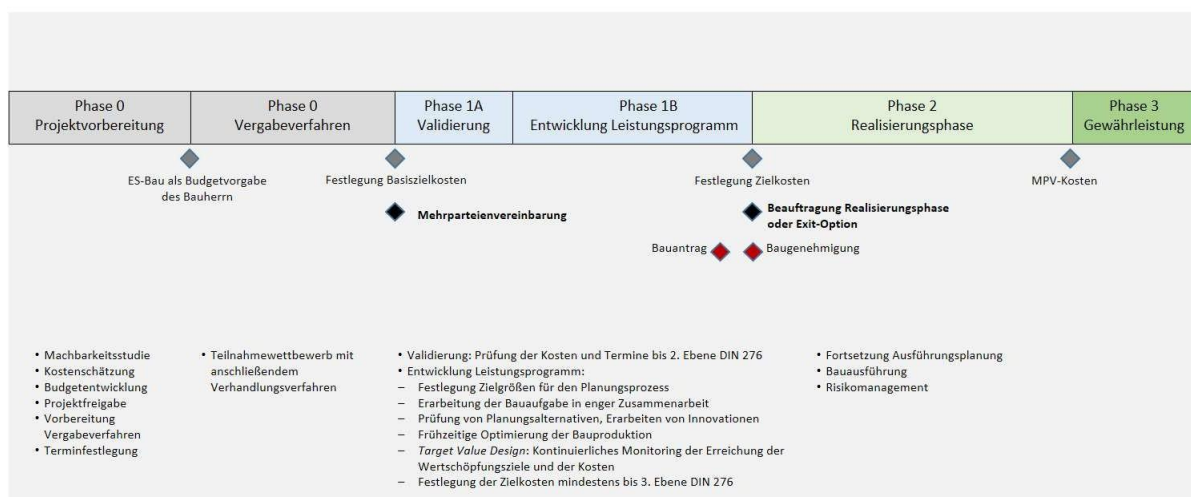 Phase 0
Projektvorbereitung
Phase 0
Vergabeverfahren
Phase 1A
Validierung
Phase 1B
Entwicklung Leistungsprogramm
Phase 2
Realisierungsphase
Phase 3
Gewährleistung
ES-Bau als Budgetvorgabe
des Bauherrn
Festlegung Basiszielkosten
Festlegung Zielkosten
MPV-Kosten
Mehrparteienvereinbarung
Beauftragung Realisierungsphase
oder Exit-Option
Bauantrag
Baugenehmigung
• Machbarkeitsstudie
• Kostenschätzung
• Budgetentwicklung
• Projektfreigabe
• Vorbereitung
Vergabeverfahren
• Terminfestlegung
• Teilnahmewettbewerb mit
anschließendem
Verhandlungsverfahren
• Validierung: Prüfung der Kosten und Termine bis 2. Ebene DIN 276
• Entwicklung Leistungsprogramm:
– Festlegung Zielgrößen für den Planungsprozess
– Erarbeitung der Bauaufgabe in enger Zusammenarbeit
– Prüfung von Planungsalternativen, Erarbeiten von Innovationen
– Frühzeitige Optimierung der Bauproduktion
– Target Value Design: Kontinuierliches Monitoring der Erreichung der
Wertschöpfungsziele und der Kosten
– Festlegung der Zielkosten mindestens bis 3. Ebene DIN 276
• Fortsetzung Ausführungsplanung
• Bauausführung
• Risikomanagement